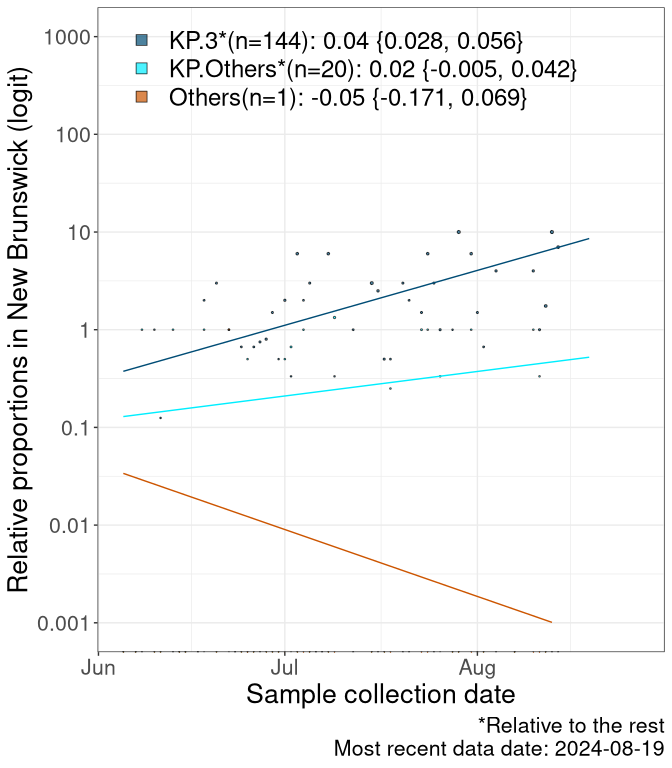 KP.3*(n=144): 0.04 {0.028, 0.056}
KP.Others*(n=20): 0.02 {-0.005, 0.042}
Others(n=1): -0.05 {-0.171, 0.069}
Relative proportions in New Brunswick (logit)
1000
100
10
1
0.1
0.01
0.001
Jun Jul Aug
Sample collection date
*Relative to the rest
Most recent data date: 2024-08-19